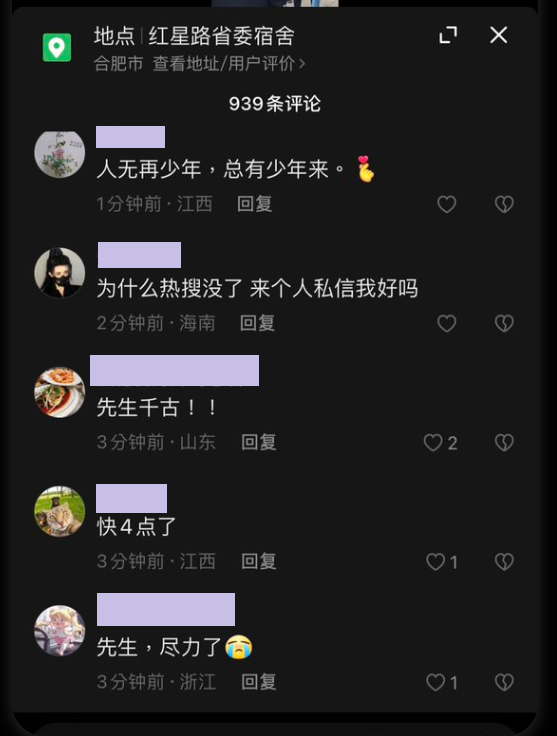 地点 | 红星路省委宿舍
合肥市 查看地址/用户评价 >
939条评论
人无再少年，总有少年来。
1分钟前 · 江西 回复
为什么热搜没了 来个人私信我好吗
2分钟前 · 海南 回复
先生千古！！
3分钟前 · 山东 回复
2
快4点了
3分钟前 · 江西 回复
1
先生，尽力了😭
3分钟前 · 浙江 回复
1